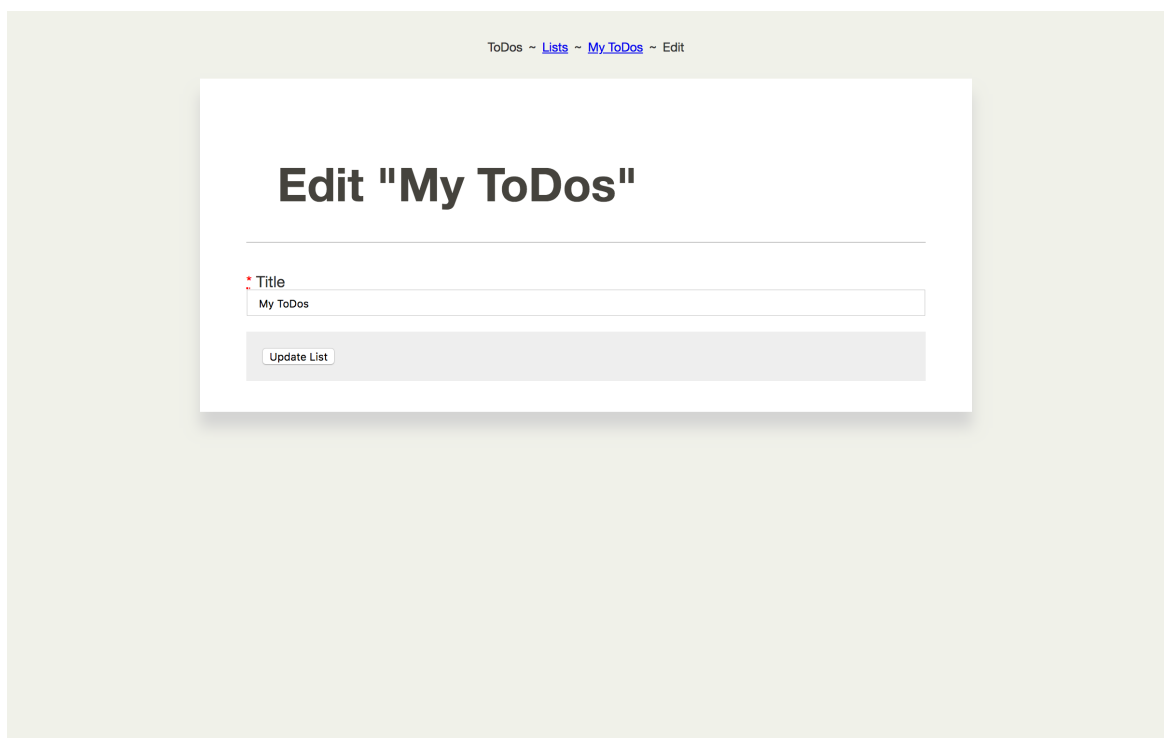 ToDos ~ Lists ~ My ToDos ~ Edit
Edit "My ToDos"
* Title
My ToDos
Update List